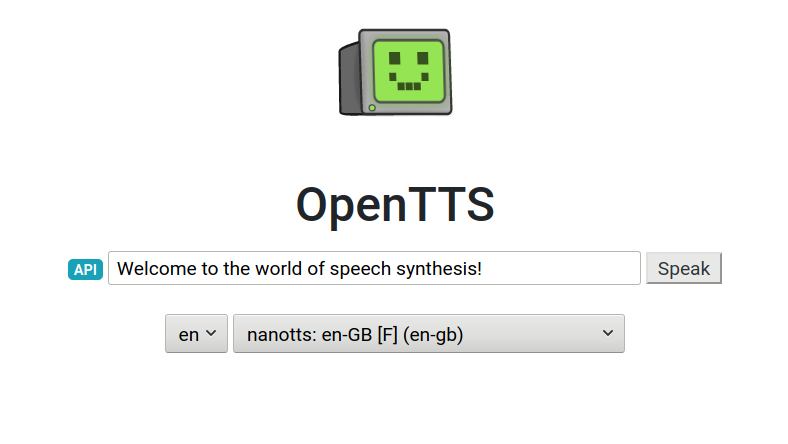 OpenTTS
API Welcome to the world of speech synthesis! Speak
en nanotts: en-GB [F] (en-gb)